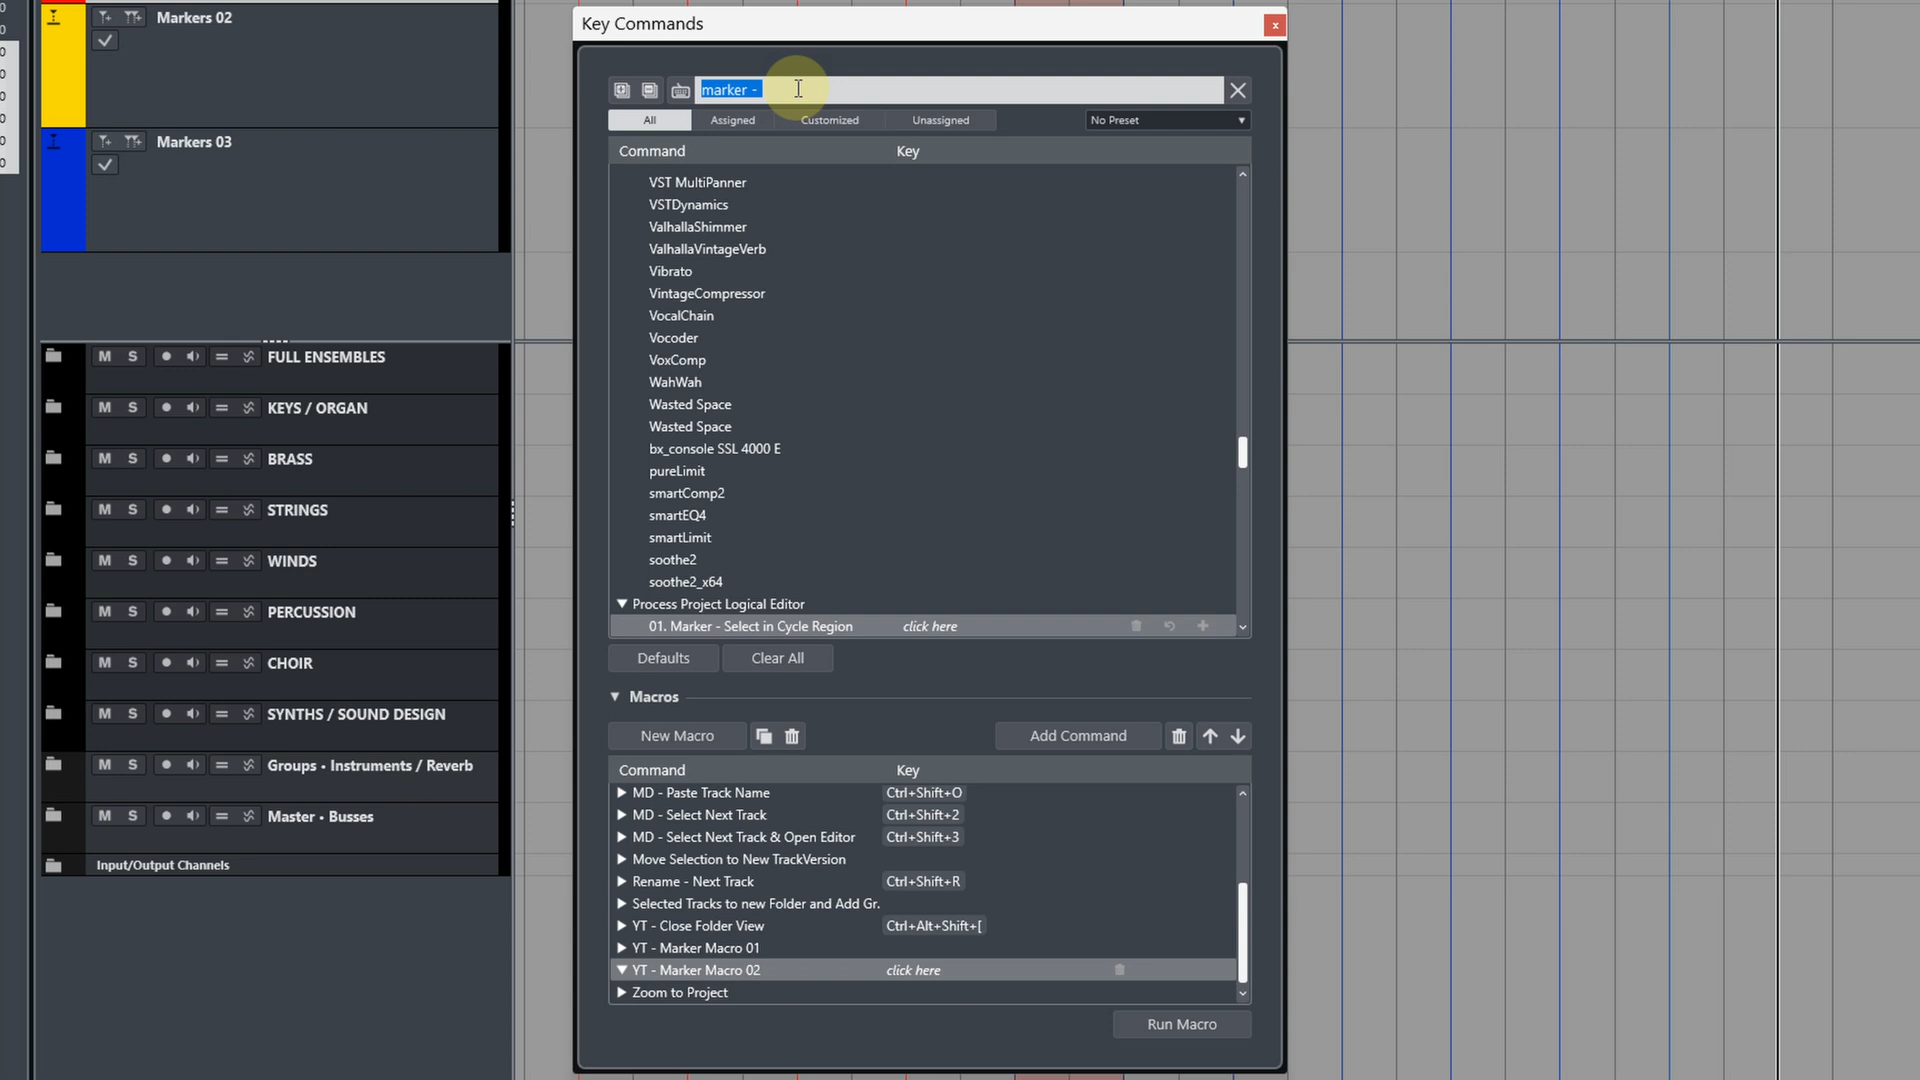 Markers 02
Markers 03
M S FULL ENSEMBLES
M S KEYS / ORGAN
M S BRASS
M S STRINGS
M S WINDS
M S PERCUSSION
M S CHOIR
M S SYNTHS / SOUND DESIGN
M S Groups • Instruments / Reverb
M S Master • Busses
Input/Output Channels
Key Commands
marker -
All Assigned Customized Unassigned No Preset
Command Key
VST MultiPanner
VSTDynamics
ValhallaShimmer
ValhallaVintageVerb
Vibrato
VintageCompressor
VocalChain
Vocoder
VoxComp
WahWah
Wasted Space
Wasted Space
bx_console SSL 4000 E
pureLimit
smartComp2
smartEQ4
smartLimit
soothe2
soothe2_x64
Process Project Logical Editor
01. Marker - Select in Cycle Region click here
Defaults Clear All
Macros
New Macro Add Command
Command Key
MD - Paste Track Name Ctrl+Shift+O
MD - Select Next Track Ctrl+Shift+2
MD - Select Next Track & Open Editor Ctrl+Shift+3
Move Selection to New TrackVersion
Rename - Next Track Ctrl+Shift+R
Selected Tracks to new Folder and Add Gr.
YT - Close Folder View Ctrl+Alt+Shift+[
YT - Marker Macro 01
YT - Marker Macro 02 click here
Zoom to Project
Run Macro